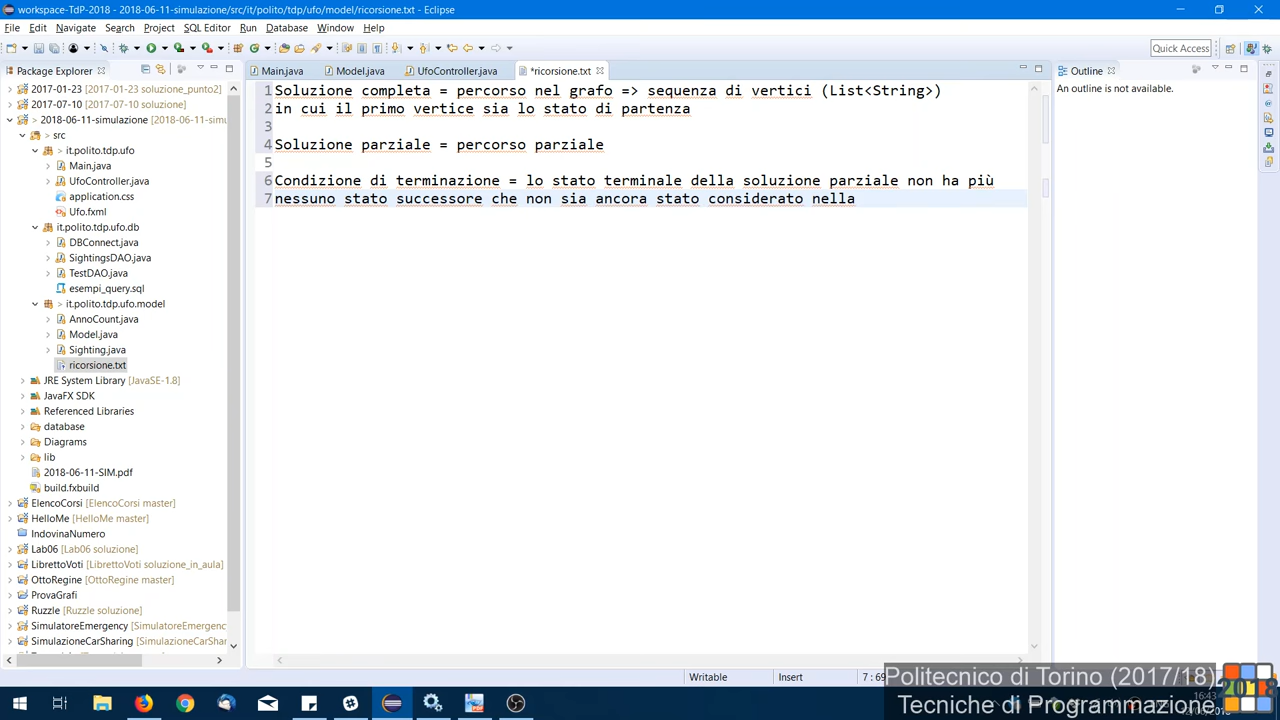 workspace-TdP-2018 - 2018-06-11-simulazione/src/it/polito/tdp/ufo/model/ricorsione.txt - Eclipse
File Edit Navigate Search Project SQL Editor Run Database Window Help
Quick Access
Package Explorer
Main.java Model.java UfoController.java *ricorsione.txt
Outline
An outline is not available.
2017-01-23 [2017-01-23 soluzione_punto2]
2017-07-10 [2017-07-10 soluzione]
> 2018-06-11-simulazione [2018-06-11-simu
> src
> it.polito.tdp.ufo
Main.java
UfoController.java
application.css
Ufo.fxml
it.polito.tdp.ufo.db
DBConnect.java
SightingsDAO.java
TestDAO.java
esempi_query.sql
> it.polito.tdp.ufo.model
AnnoCount.java
Model.java
Sighting.java
ricorsione.txt
JRE System Library [JavaSE-1.8]
JavaFX SDK
Referenced Libraries
database
Diagrams
lib
2018-06-11-SIM.pdf
build.fxbuild
ElencoCorsi [ElencoCorsi master]
HelloMe [HelloMe master]
IndovinaNumero
Lab06 [Lab06 soluzione]
LibrettoVoti [LibrettoVoti soluzione_in_aula]
OttoRegine [OttoRegine master]
ProvaGrafi
Ruzzle [Ruzzle soluzione]
SimulatoreEmergency [SimulatoreEmergenc
SimulazioneCarSharing [SimulazioneCarShar
1 Soluzione completa = percorso nel grafo => sequenza di vertici (List<String>)
2 in cui il primo vertice sia lo stato di partenza
3
4 Soluzione parziale = percorso parziale
5
6 Condizione di terminazione = lo stato terminale della soluzione parziale non ha più
7 nessuno stato successore che non sia ancora stato considerato nella
Writable Insert 7 : 69
Politecnico di Torino (2017/18)
Tecniche di Programmazione
2018
16:43